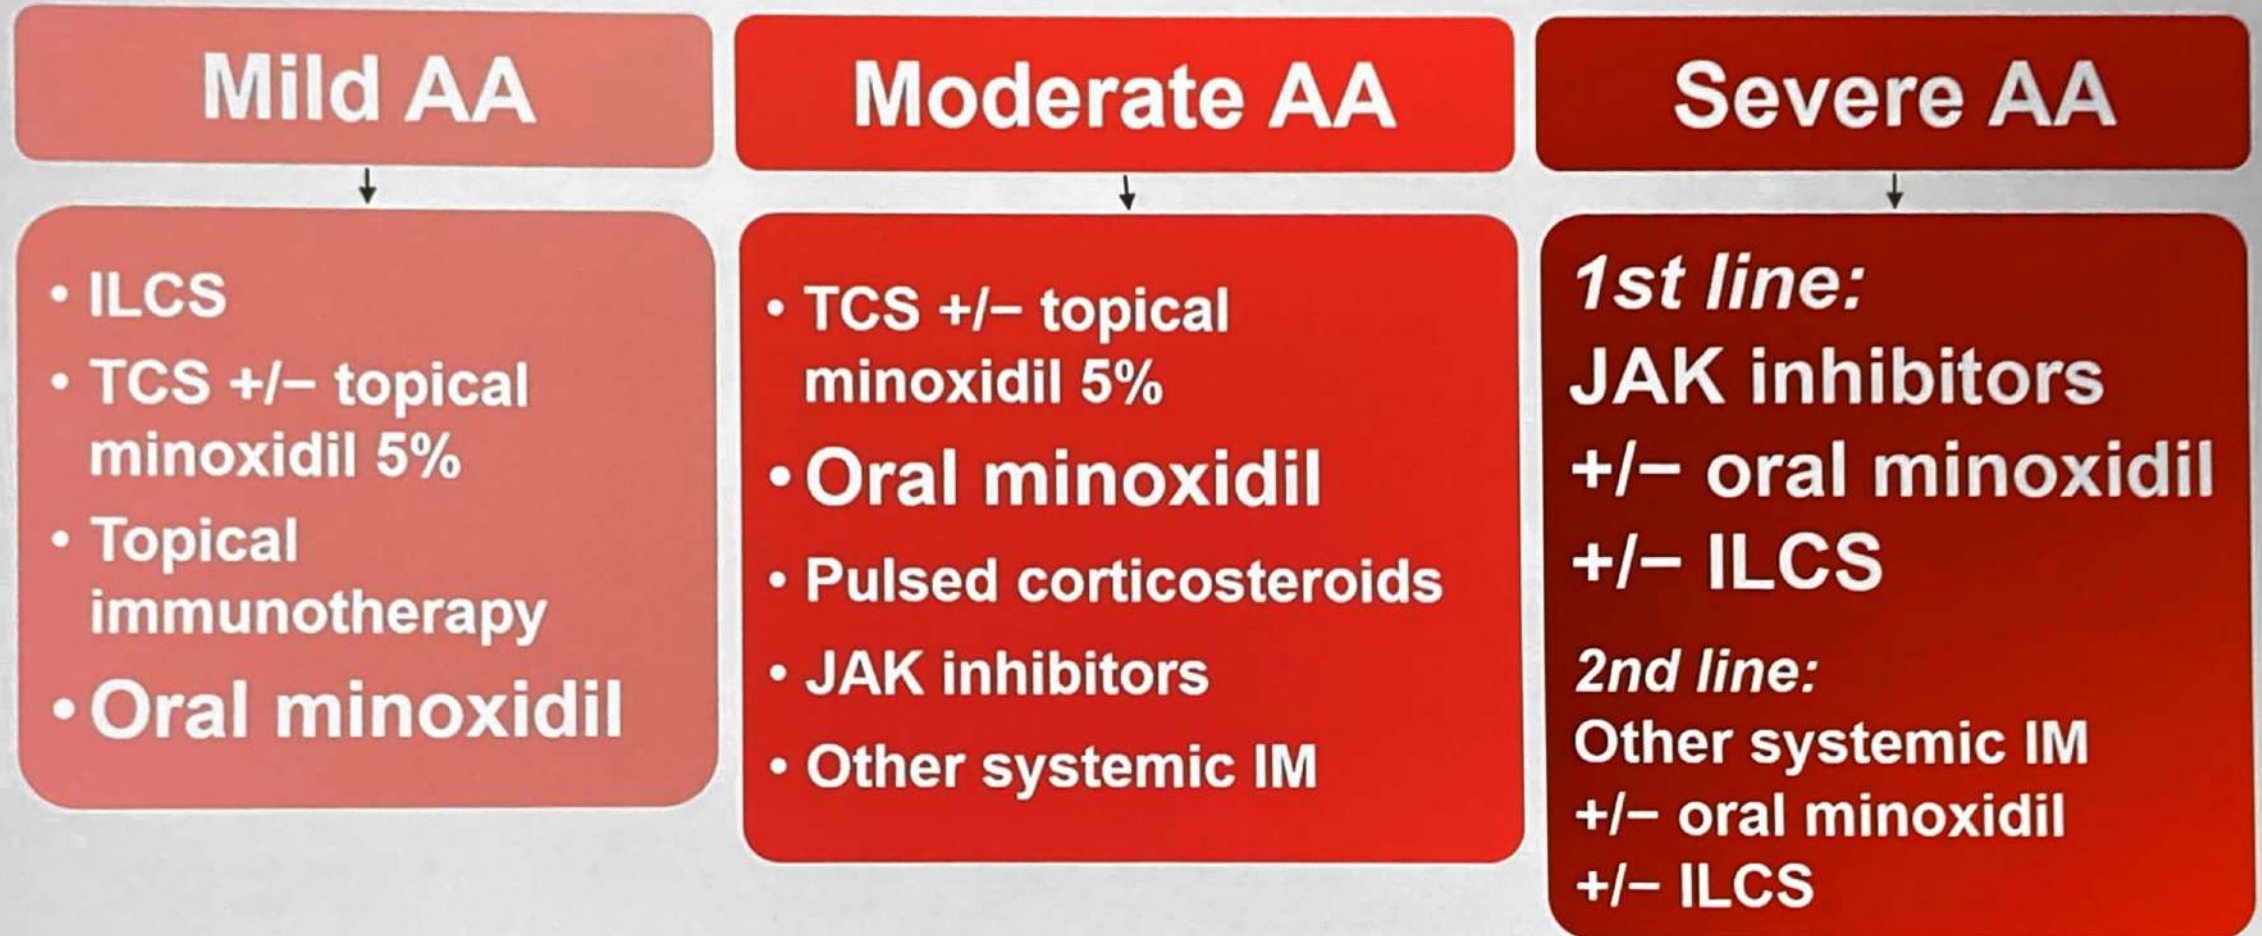 Mild AA
• ILCS
• TCS +/– topical
minoxidil 5%
• Topical
immunotherapy
• Oral minoxidil
Moderate AA
• TCS +/– topical
minoxidil 5%
• Oral minoxidil
• Pulsed corticosteroids
• JAK inhibitors
• Other systemic IM
Severe AA
1st line:
JAK inhibitors
+/– oral minoxidil
+/– ILCS
2nd line:
Other systemic IM
+/– oral minoxidil
+/– ILCS